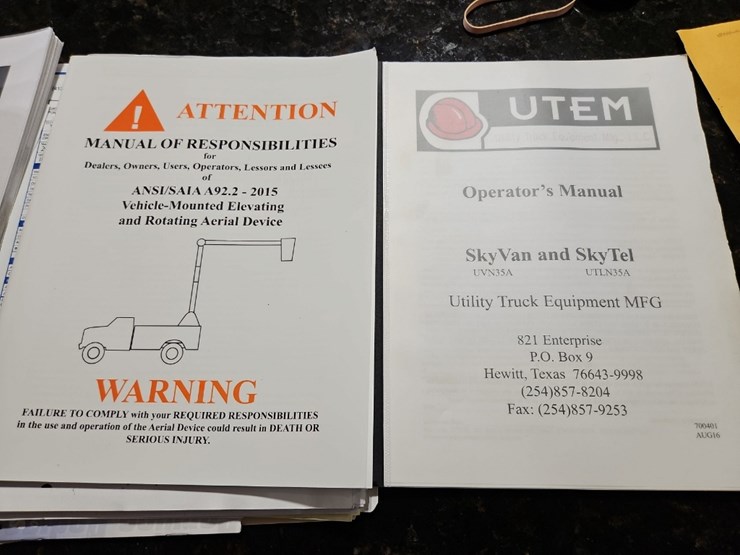 !
ATTENTION
MANUAL OF RESPONSIBILITIES
for
Dealers, Owners, Users, Operators, Lessors and Lessees
of
ANSI/SAIA A92.2 - 2015
Vehicle-Mounted Elevating
and Rotating Aerial Device
WARNING
FAILURE TO COMPLY with your REQUIRED RESPONSIBILITIES
in the use and operation of the Aerial Device could result in DEATH OR
SERIOUS INJURY.
UTEM
Operator's Manual
SkyVan and SkyTel
UVN35A UTLN35A
Utility Truck Equipment MFG
821 Enterprise
P.O. Box 9
Hewitt, Texas 76643-9998
(254)857-8204
Fax: (254)857-9253
700401
AUG16